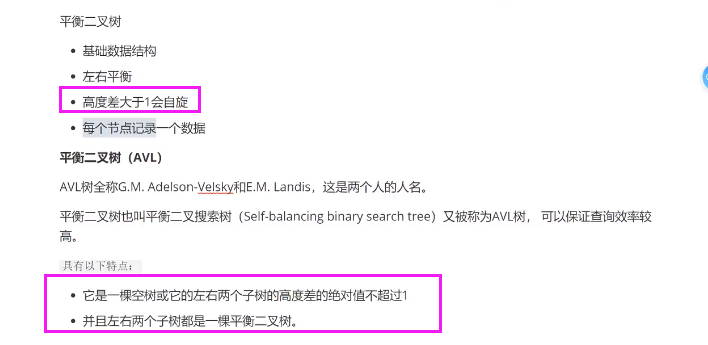 平衡二叉树
基础数据结构
左右平衡
高度差大于1会自旋
每个节点记录一个数据
平衡二叉树（AVL）
AVL树全称G.M. Adelson-Velsky和E.M. Landis，这是两个人的人名。
平衡二叉树也叫平衡二叉搜索树（Self-balancing binary search tree）又被称为AVL树， 可以保证查询效率较
高。
具有以下特点：
它是一棵空树或它的左右两个子树的高度差的绝对值不超过1
并且左右两个子树都是一棵平衡二叉树。